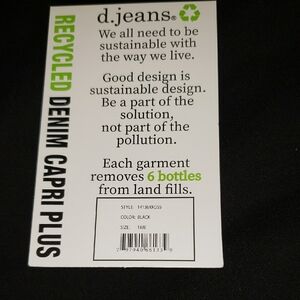 RECYCLED DENIM CAPRI PLUS
d.jeans®
We all need to be
sustainable with
the way we live.
Good design is
sustainable design.
Be a part of the
solution,
not part of the
pollution.
Each garment
removes 6 bottles
from land fills.
STYLE:
COLOR: BLACK
SIZE: